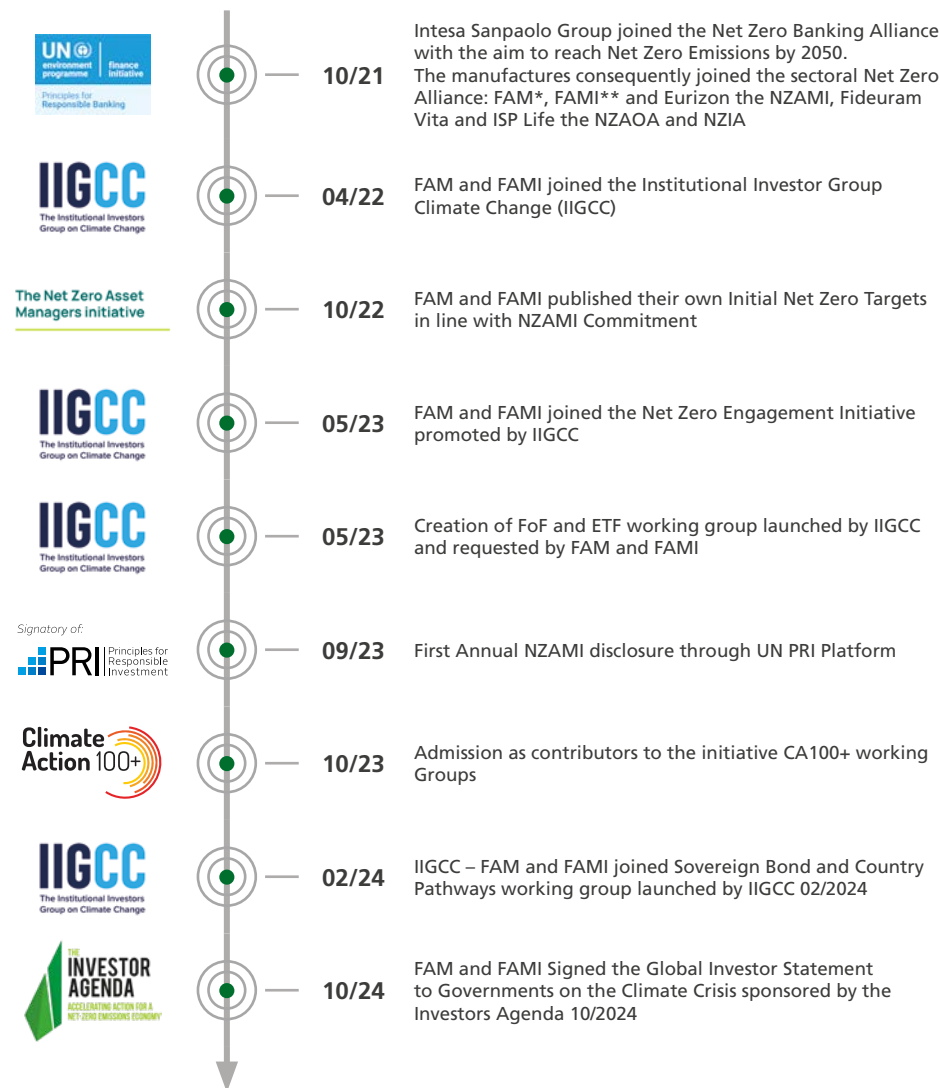 UN environment programme | finance initiative
Principles for
Responsible Banking
10/21
Intesa Sanpaolo Group joined the Net Zero Banking Alliance
with the aim to reach Net Zero Emissions by 2050.
The manufactures consequently joined the sectoral Net Zero
Alliance: FAM*, FAMI** and Eurizon the NZAMI, Fideuram
Vita and ISP Life the NZAOA and NZIA
IIGCC
The Institutional Investors
Group on Climate Change
04/22
FAM and FAMI joined the Institutional Investor Group
Climate Change (IIGCC)
The Net Zero Asset
Managers initiative
10/22
FAM and FAMI published their own Initial Net Zero Targets
in line with NZAMI Commitment
IIGCC
The Institutional Investors
Group on Climate Change
05/23
FAM and FAMI joined the Net Zero Engagement Initiative
promoted by IIGCC
IIGCC
The Institutional Investors
Group on Climate Change
05/23
Creation of FoF and ETF working group launched by IIGCC
and requested by FAM and FAMI
Signatory of:
PRI
Principles for
Responsible
Investment
09/23
First Annual NZAMI disclosure through UN PRI Platform
Climate
Action 100+
10/23
Admission as contributors to the initiative CA100+ working
Groups
IIGCC
The Institutional Investors
Group on Climate Change
02/24
IIGCC – FAM and FAMI joined Sovereign Bond and Country
Pathways working group launched by IIGCC 02/2024
THE
INVESTOR
AGENDA
ACCELERATING ACTION FOR A
NET-ZERO EMISSIONS ECONOMY
10/24
FAM and FAMI Signed the Global Investor Statement
to Governments on the Climate Crisis sponsored by the
Investors Agenda 10/2024